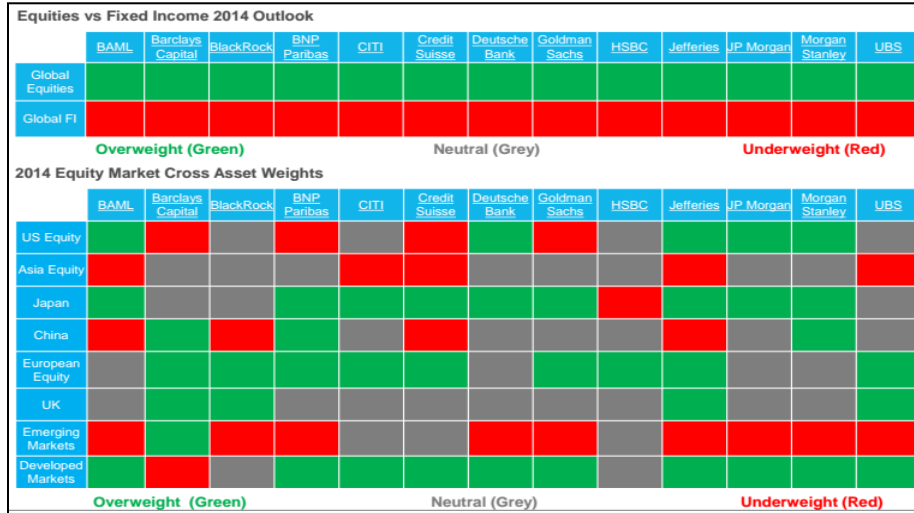 Equities vs Fixed Income 2014 Outlook
BAML Barclays Capital BlackRock BNP Paribas CITI Credit Suisse Deutsche Bank Goldman Sachs HSBC Jefferies JP Morgan Morgan Stanley UBS
Global Equities
Global FI
Overweight (Green) Neutral (Grey) Underweight (Red)
2014 Equity Market Cross Asset Weights
BAML Barclays Capital BlackRock BNP Paribas CITI Credit Suisse Deutsche Bank Goldman Sachs HSBC Jefferies JP Morgan Morgan Stanley UBS
US Equity
Asia Equity
Japan
China
European Equity
UK
Emerging Markets
Developed Markets
Overweight (Green) Neutral (Grey) Underweight (Red)